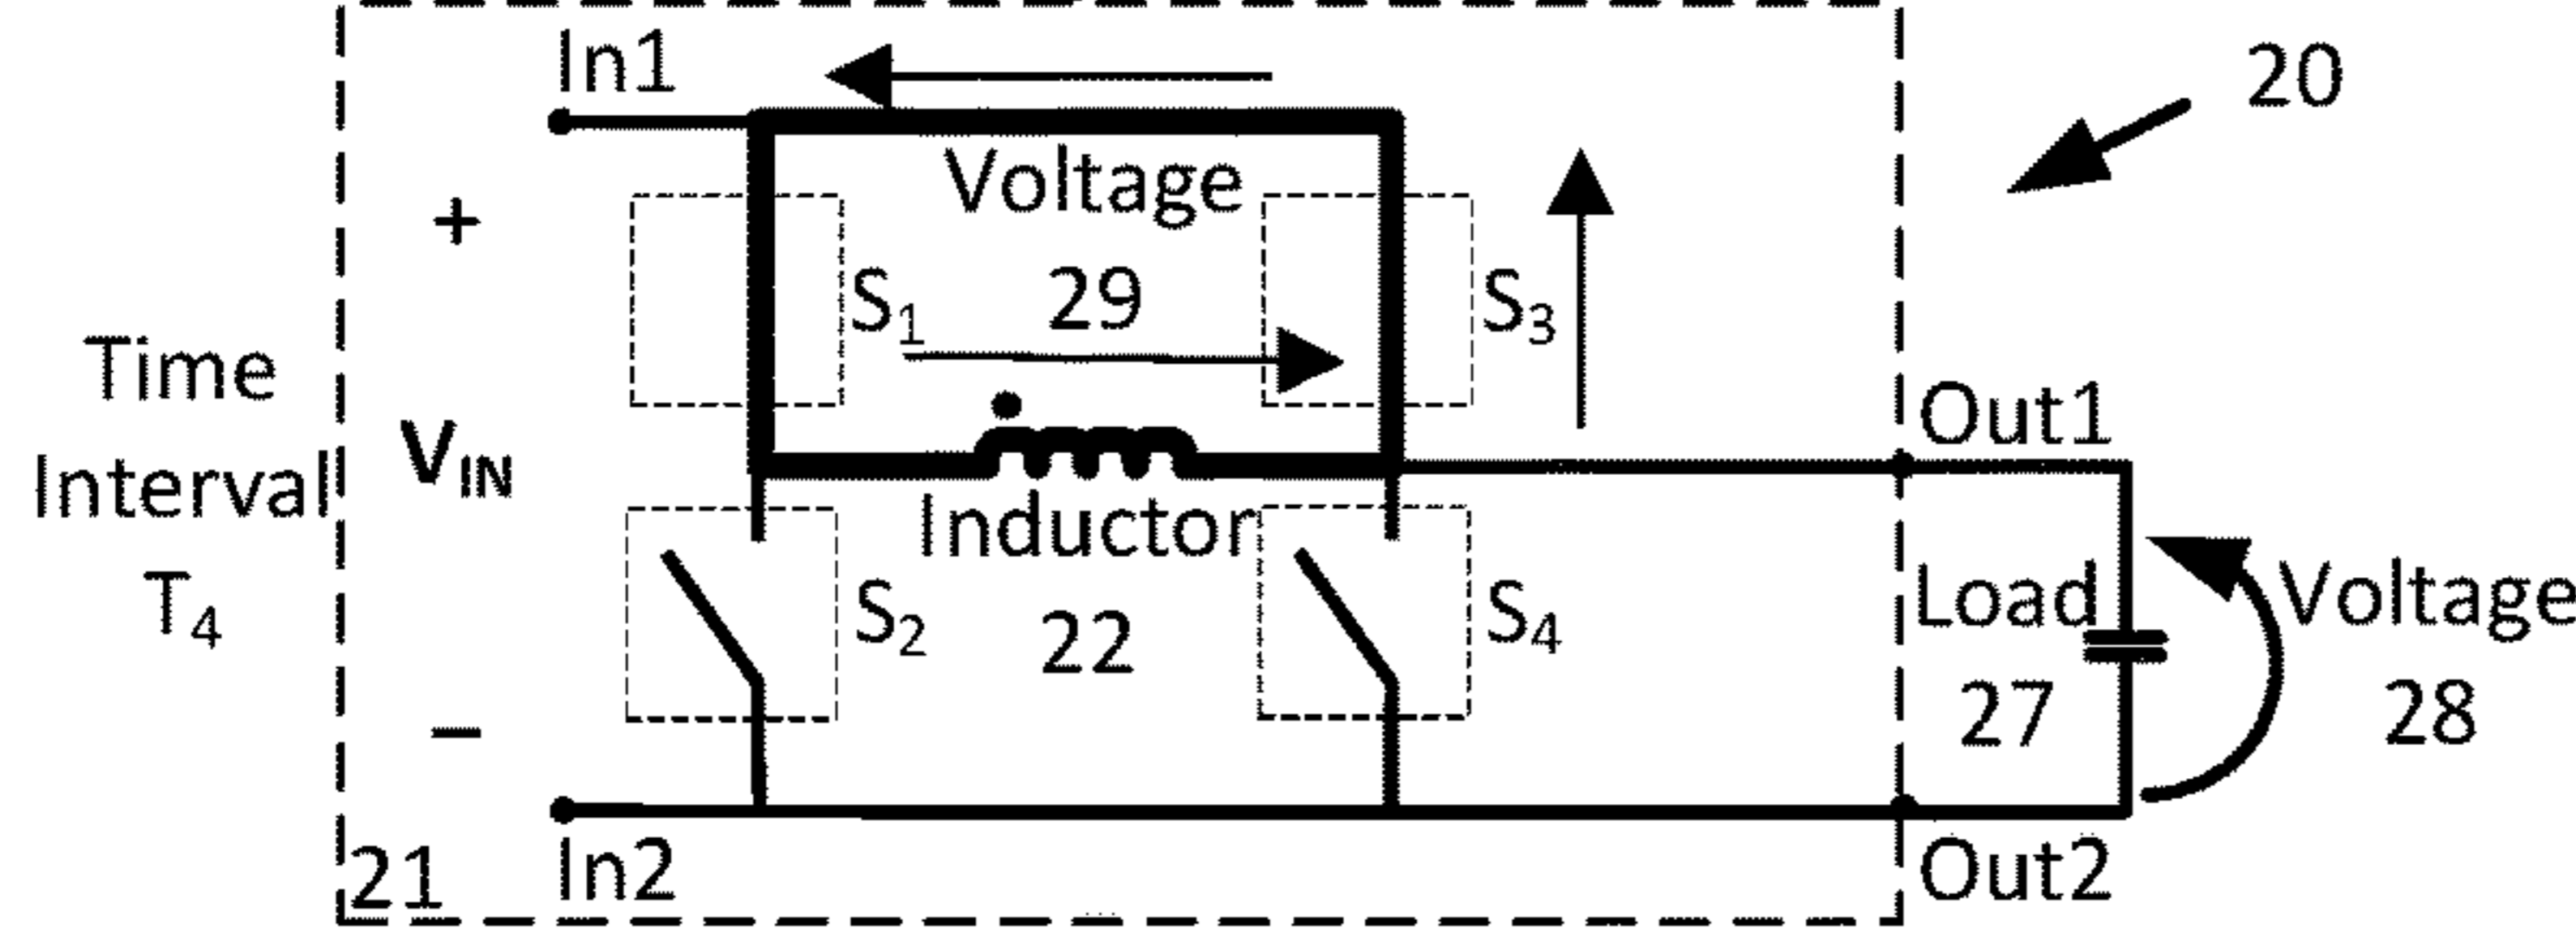 In1
20
+
Voltage
29
S1
S3
Time
Interval
T4
VIN
Out1
Inductor
22
S2
S4
Load
27
Voltage
28
–
21
In2
Out2